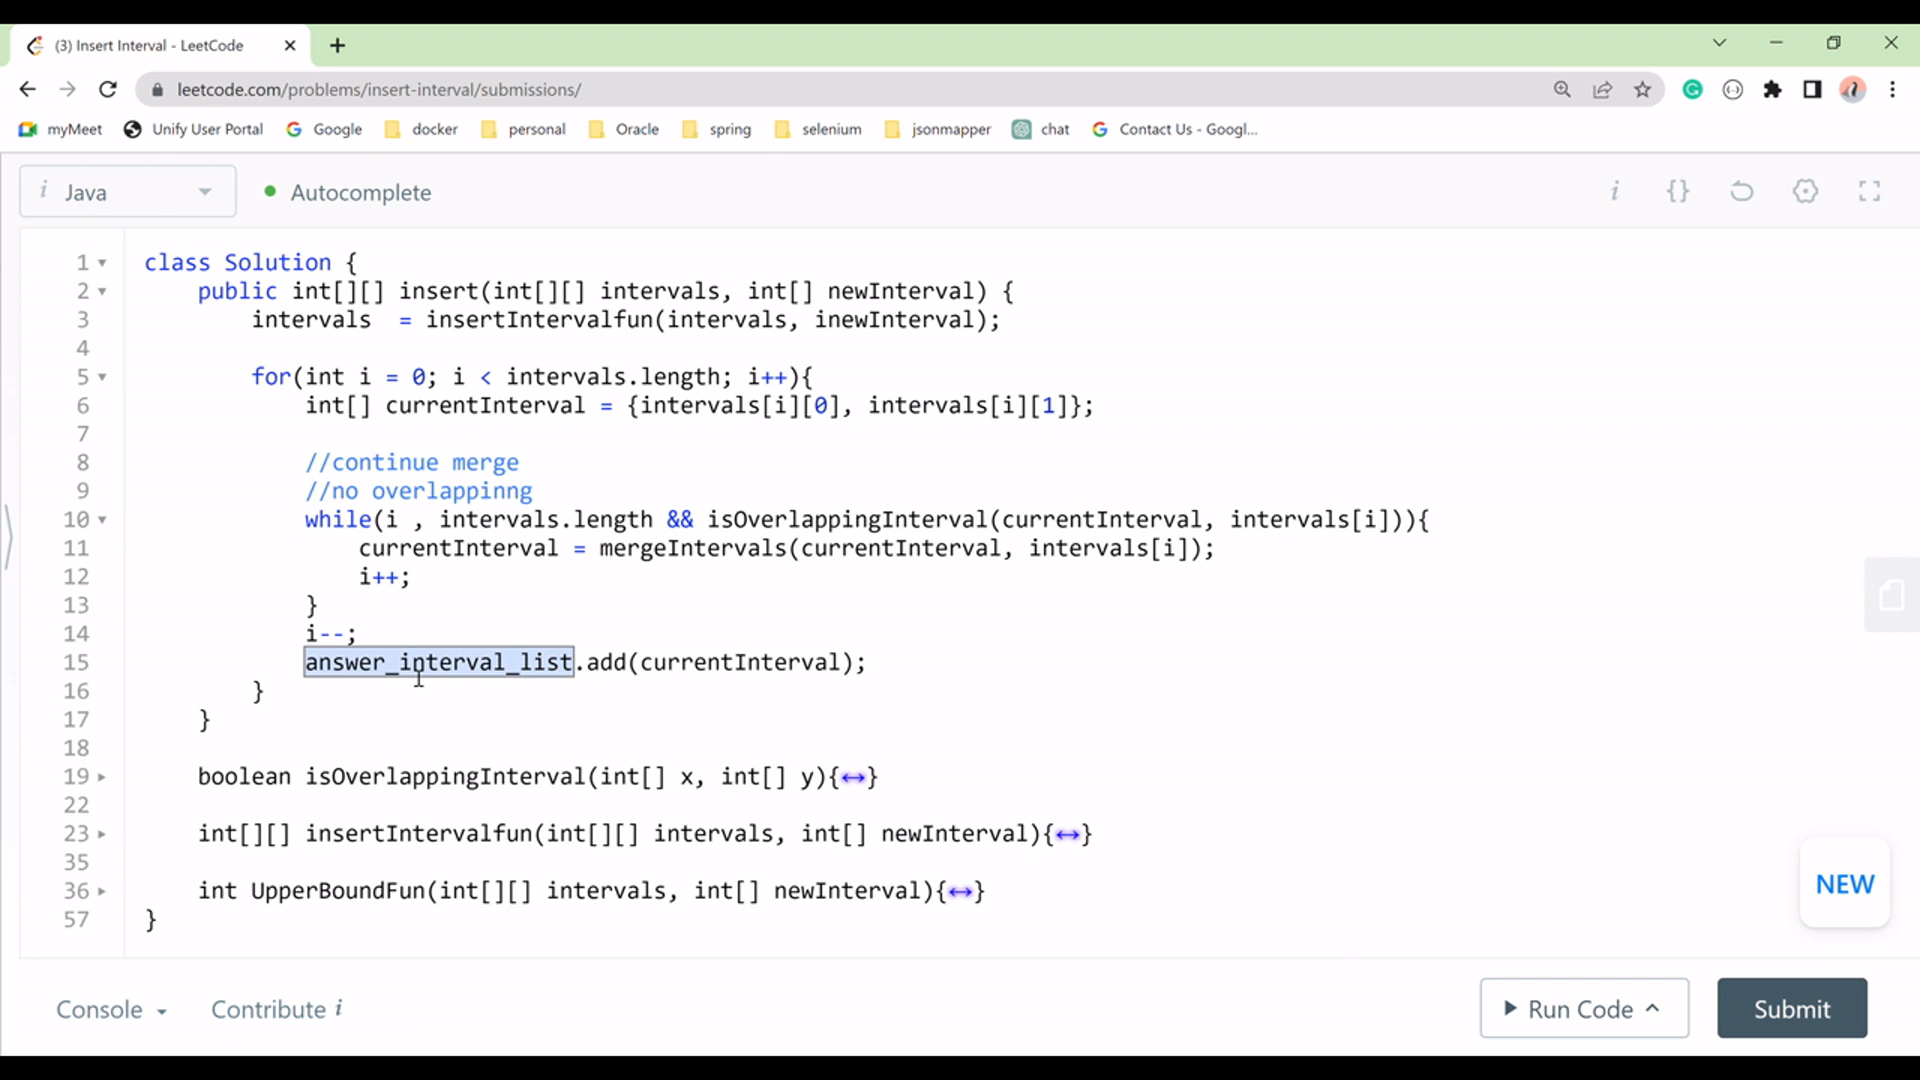 (3) Insert Interval - LeetCode
leetcode.com/problems/insert-interval/submissions/
myMeet Unify User Portal Google docker personal Oracle spring selenium jsonmapper chat Contact Us - Googl...
i Java Autocomplete i {}
1 class Solution {
2 public int[][] insert(int[][] intervals, int[] newInterval) {
3 intervals = insertIntervalfun(intervals, inewInterval);
4
5 for(int i = 0; i < intervals.length; i++){
6 int[] currentInterval = {intervals[i][0], intervals[i][1]};
7
8 //continue merge
9 //no overlappinng
10 while(i , intervals.length && isOverlappingInterval(currentInterval, intervals[i])){
11 currentInterval = mergeIntervals(currentInterval, intervals[i]);
12 i++;
13 }
14 i--;
15 answer_interval_list.add(currentInterval);
16 }
17 }
18
19 boolean isOverlappingInterval(int[] x, int[] y){↔}
22
23 int[][] insertIntervalfun(int[][] intervals, int[] newInterval){↔}
35
36 int UpperBoundFun(int[][] intervals, int[] newInterval){↔}
57 }
NEW
Console Contribute i Run Code Submit